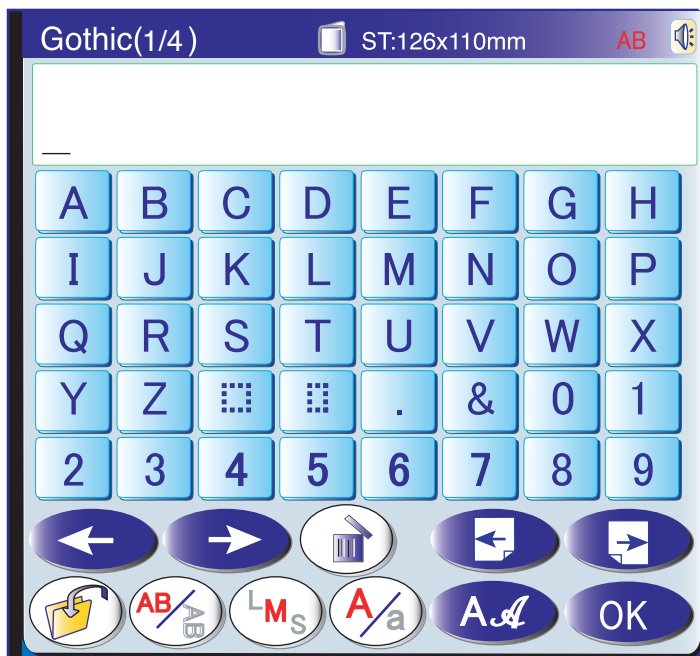 Gothic(1/4) ST:126x110mm AB
_
A B C D E F G H
I J K L M N O P
Q R S T U V W X
Y Z . & 0 1
2 3 4 5 6 7 8 9
AB/AB LMS A/a AA OK